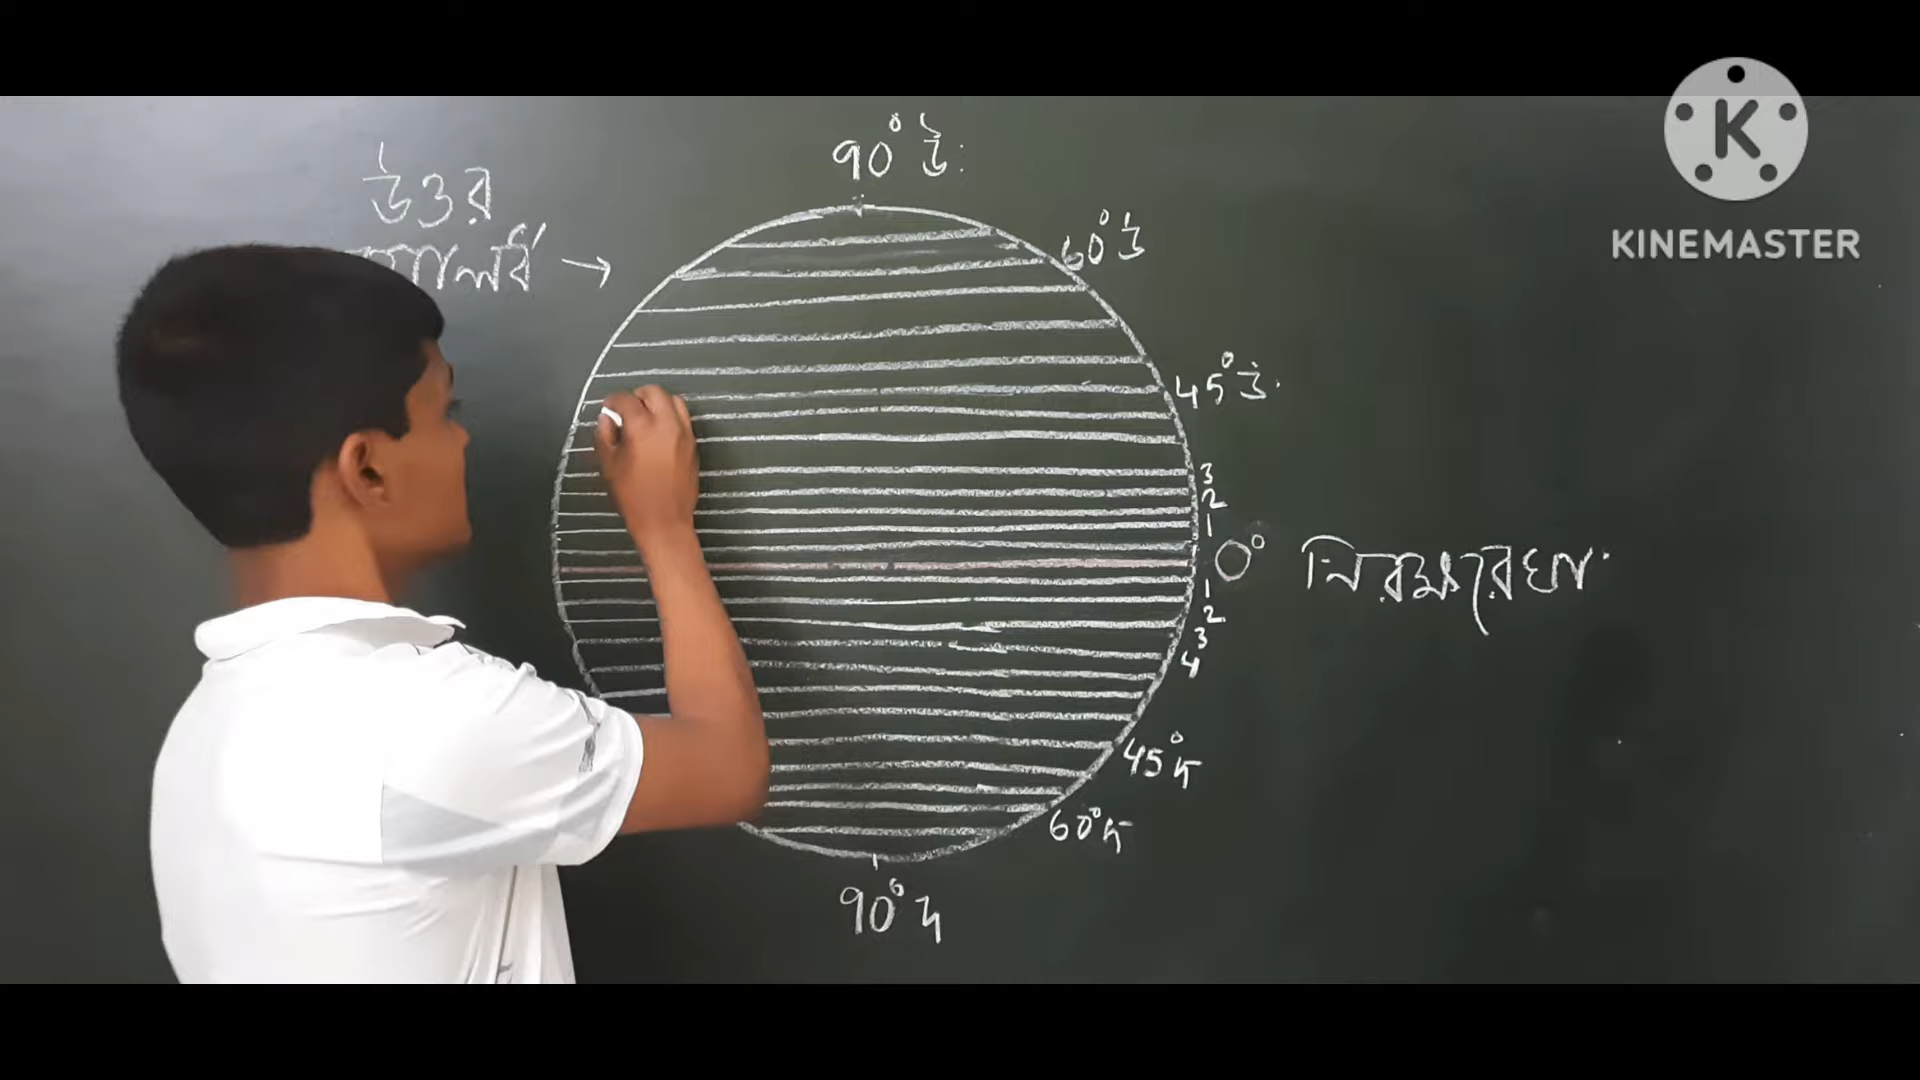 90° উঃ
উত্তর
60° উ
45° উঃ
3
2
1
0° নিরক্ষরেখা
1
2
3
4
45° দ
60° দ
90° দ
K
KINEMASTER